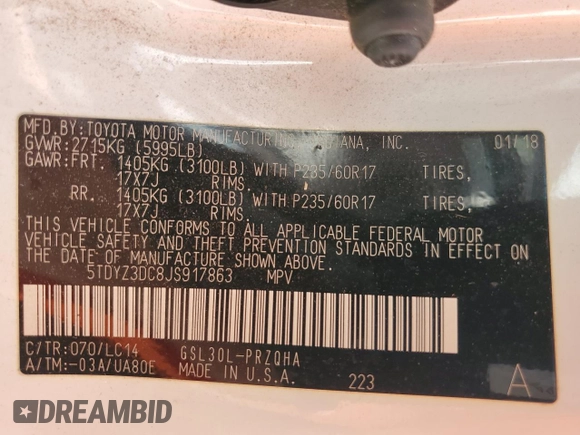 MFD.BY:TOYOTA MOTOR MANUFACTURING INDIANA, INC. 01/18
GVWR:2715KG (5995LB)
GAWR:FRT. 1405KG (3100LB) WITH P235/60R17 TIRES,
17X7J RIMS,
RR. 1405KG (3100LB) WITH P235/60R17 TIRES,
17X7J RIMS,
THIS VEHICLE CONFORMS TO ALL APPLICABLE FEDERAL MOTOR
VEHICLE SAFETY AND THEFT PREVENTION STANDARDS IN EFFECT ON
THE DATE OF MANUFACTURE SHOWN ABOVE.
5TDYZ3DC8JS917863 MPV
C/TR:070/LC14 GSL30L-PRZQHA
A/TM:-03A/UA80E MADE IN U.S.A. 223 A
DREAMBID